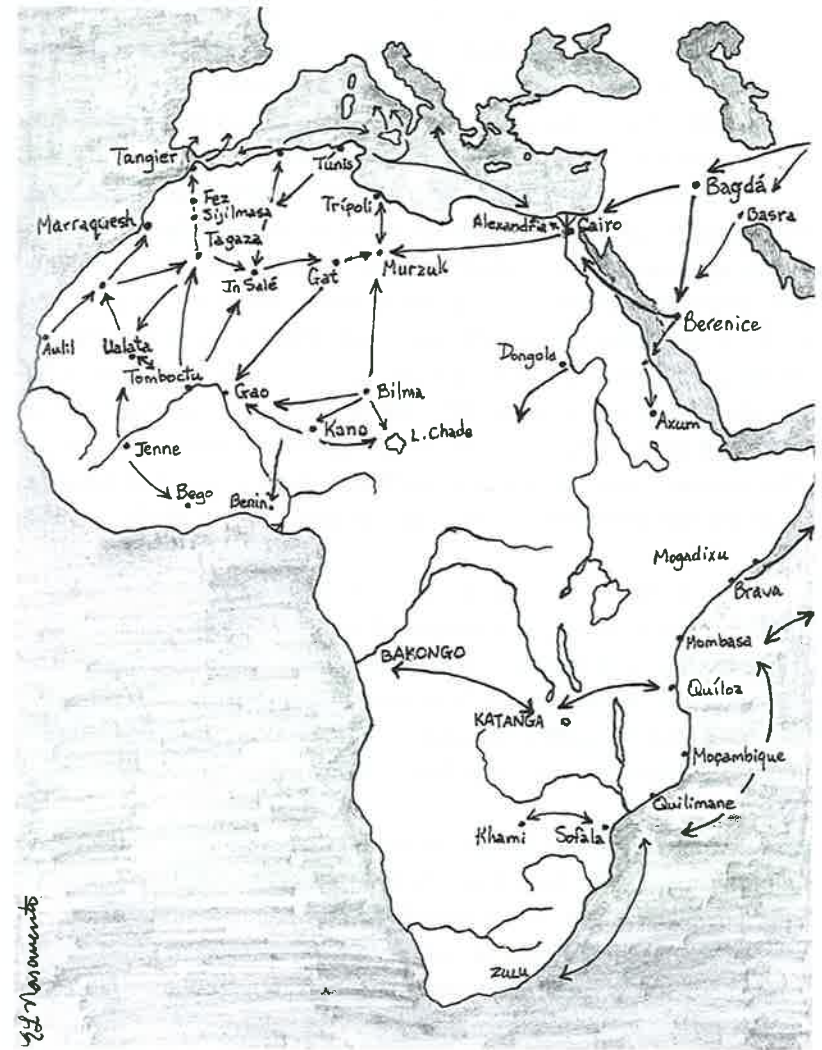 Tangier
Tunis
Fez
Sijilmasa
Marraquesh
Tagaza
Trípoli
Alexandria
Cairo
Bagdá
Basra
In Salé
Gat
Murzuk
Berenice
Aulil
Ualata
Tomboctu
Gao
Bilma
Dongola
Axum
Kano
L. Chade
Jenne
Bego
Benin
Mogadixu
Brava
BAKONGO
Mombasa
Quíloa
KATANGA
Moçambique
Quilimane
Khami
Sofala
ZULU